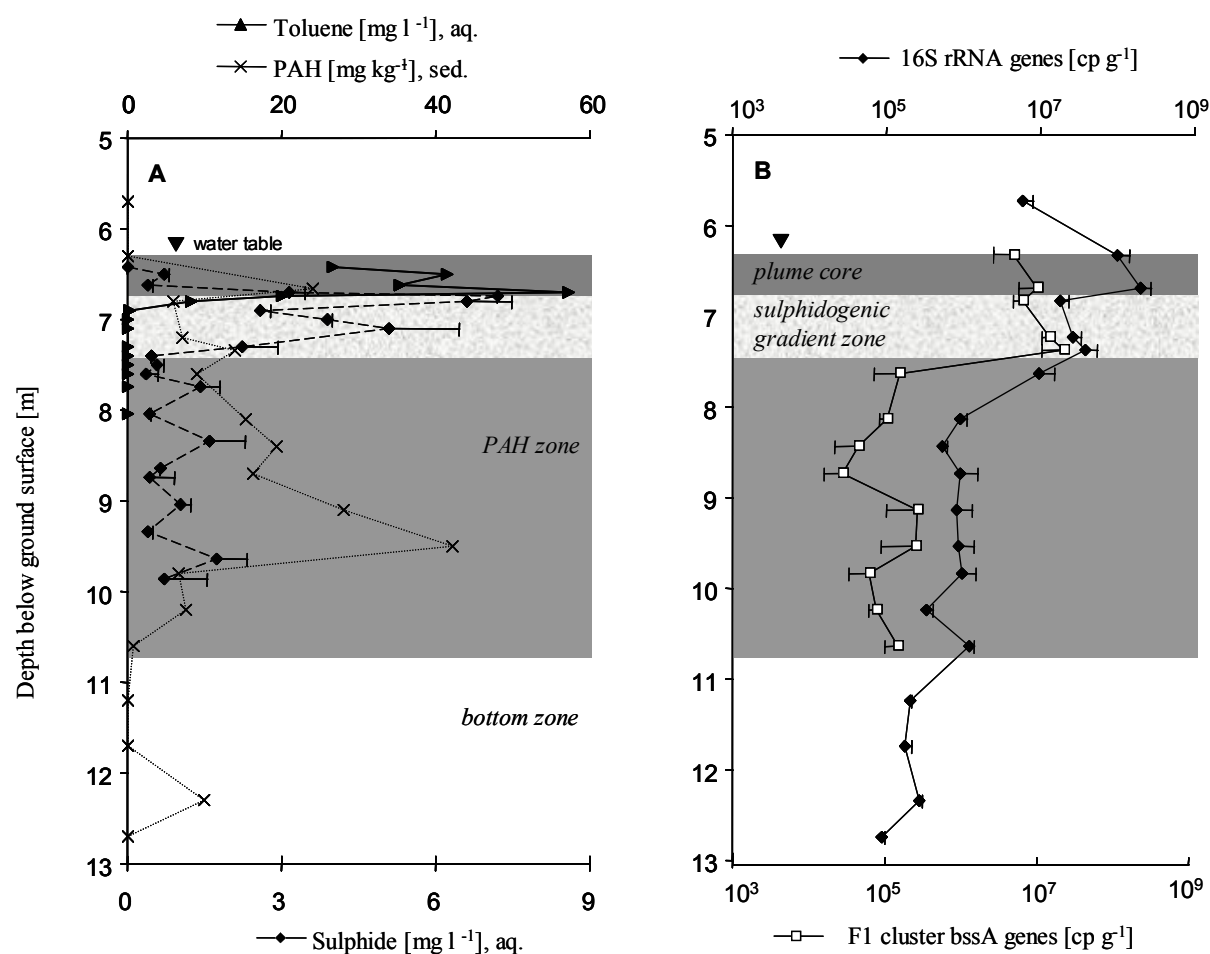 Toluene [mg l -1], aq.
PAH [mg kg-1], sed.
0 20 40 60
A
5
6
7
8
9
10
11
12
13
Depth below ground surface [m]
water table
PAH zone
bottom zone
0 3 6 9
Sulphide [mg l -1], aq.
16S rRNA genes [cp g-1]
10³ 10⁵ 10⁷ 10⁹
B
5
6
7
8
9
10
11
12
13
plume core
sulphidogenic
gradient zone
10³ 10⁵ 10⁷ 10⁹
F1 cluster bssA genes [cp g-1]